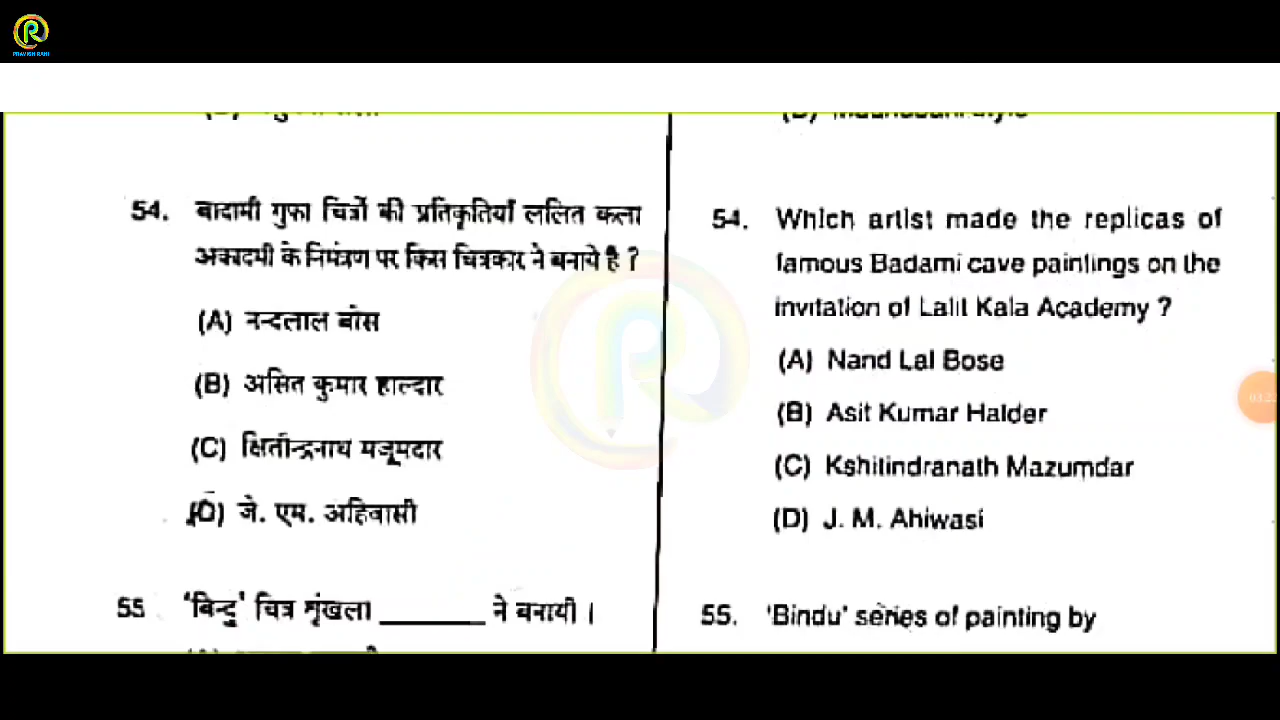 PRAVESH RANI
54. बादामी गुफा चित्रों की प्रतिकृतियाँ ललित कला
अकादमी के निमंत्रण पर किस चित्रकार ने बनाये है ?
(A) नन्दलाल बोस
(B) असित कुमार हाल्दार
(C) क्षितीन्द्रनाथ मजूमदार
(D) जे. एम. अहिवासी
55 'बिन्दु' चित्र शृंखला ________ ने बनायी ।
54. Which artist made the replicas of
famous Badami cave paintings on the
invitation of Lalit Kala Academy ?
(A) Nand Lal Bose
(B) Asit Kumar Halder
(C) Kshitindranath Mazumdar
(D) J. M. Ahiwasi
55. 'Bindu' series of painting by